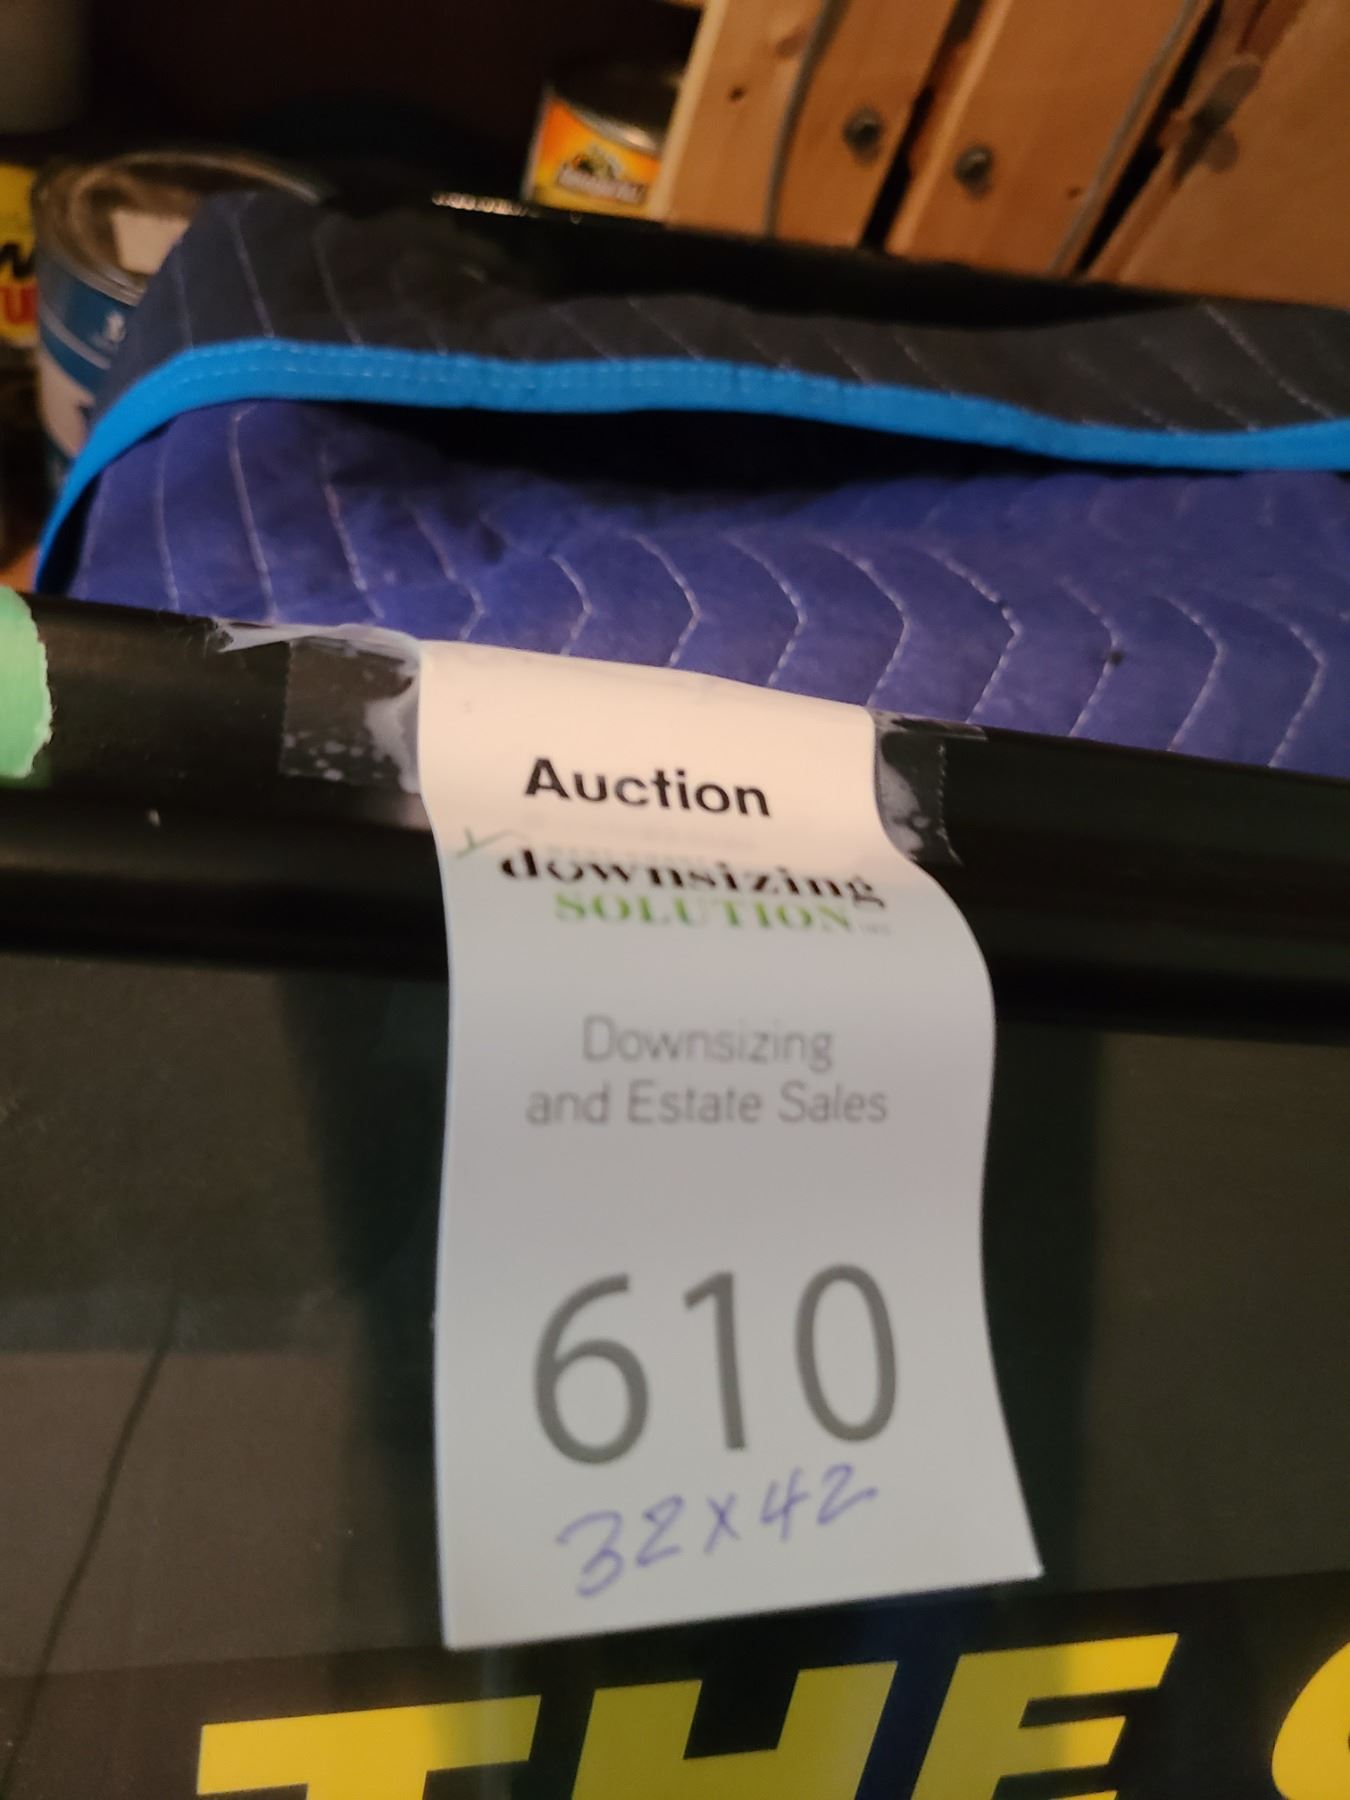 Auction
downsizing
SOLUTION
Downsizing
and Estate Sales
610
32x42
THE